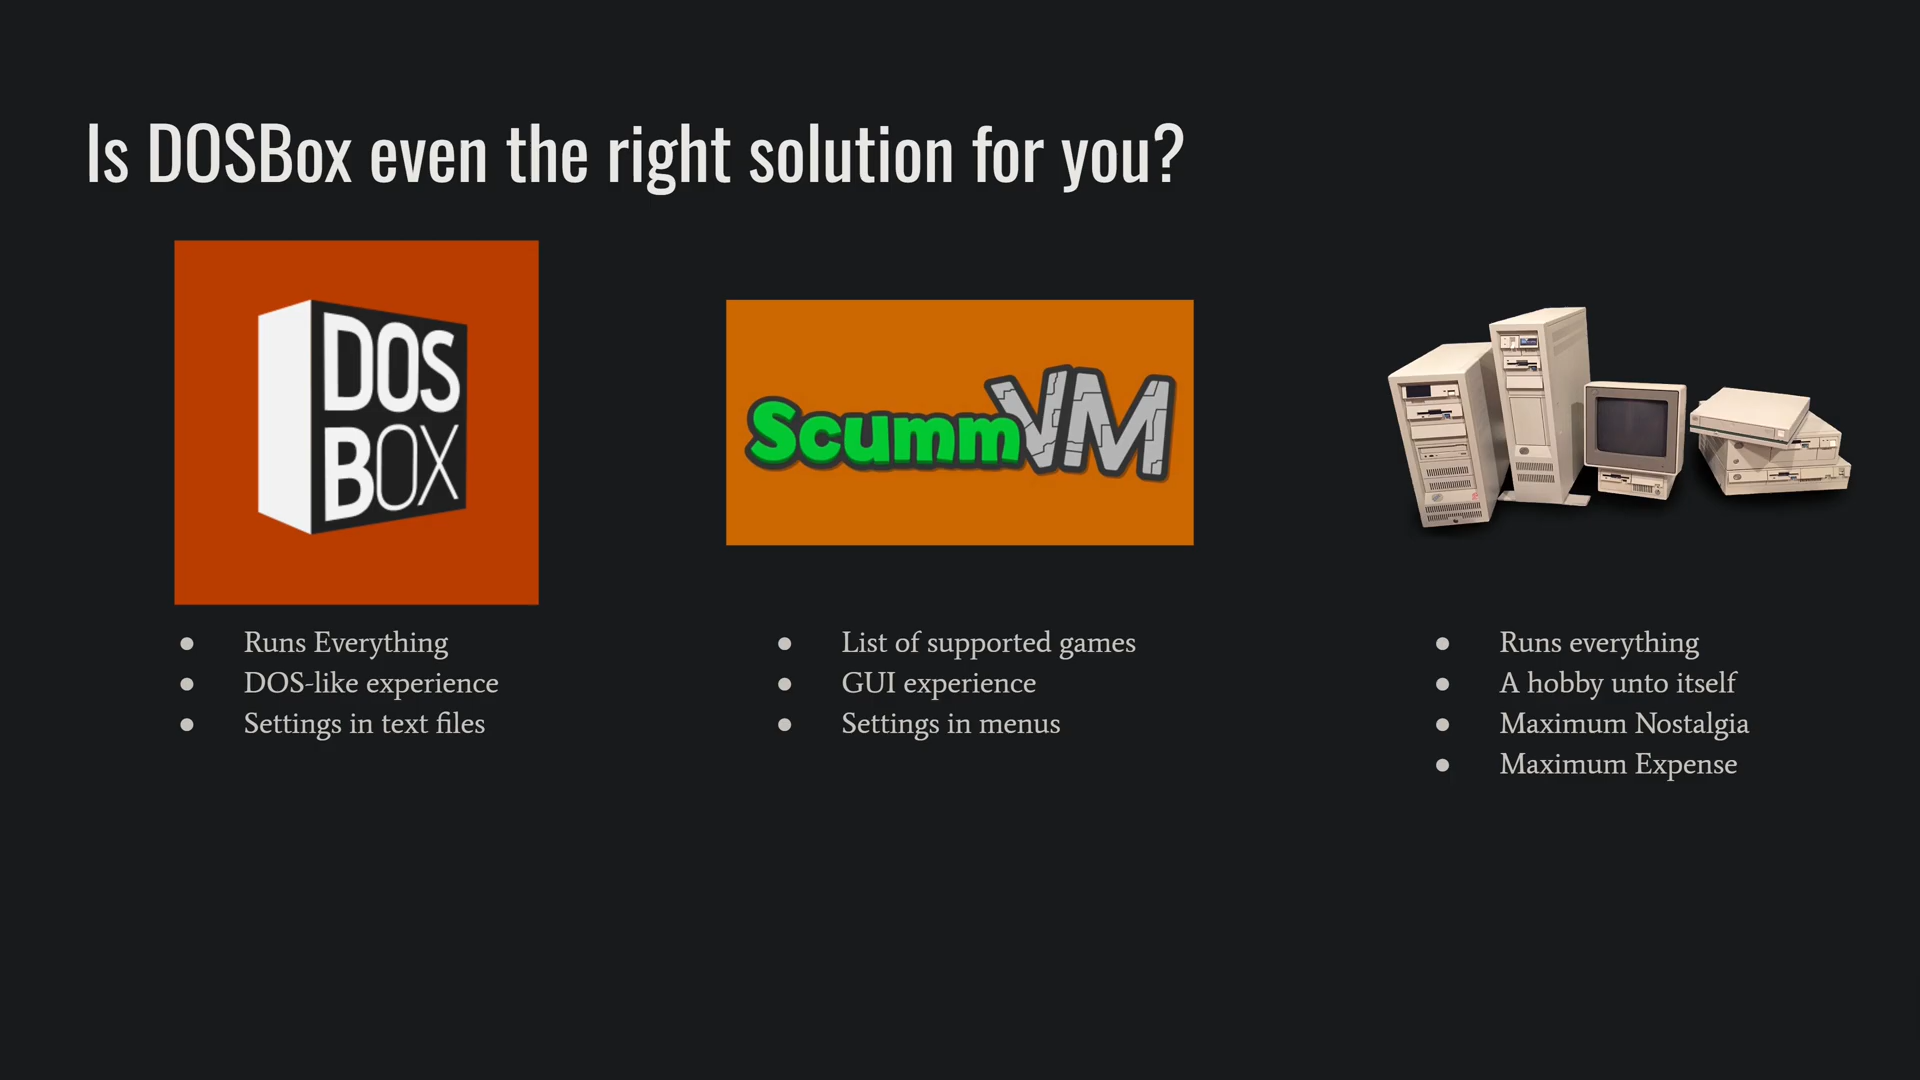 Is DOSBox even the right solution for you?
DOS
BOX
ScummVM
Runs Everything
DOS-like experience
Settings in text files
List of supported games
GUI experience
Settings in menus
Runs everything
A hobby unto itself
Maximum Nostalgia
Maximum Expense